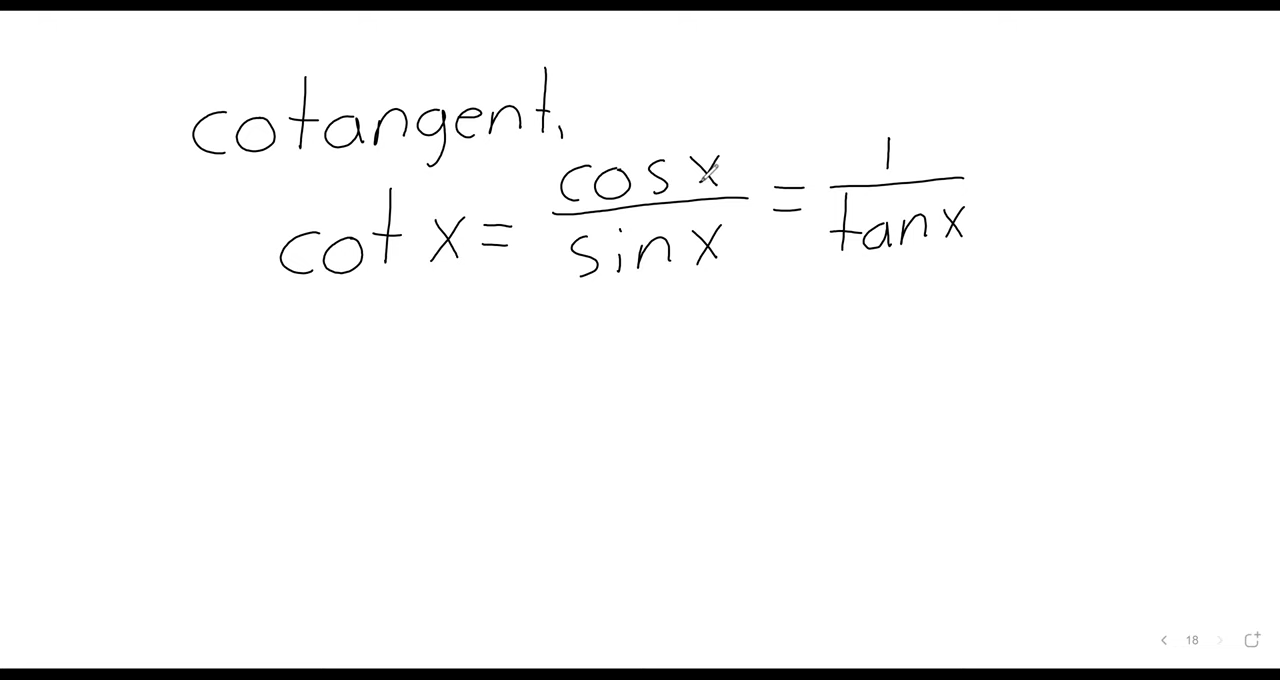 cotangent,
cot x = cos x / sin x = 1 / tan x
18